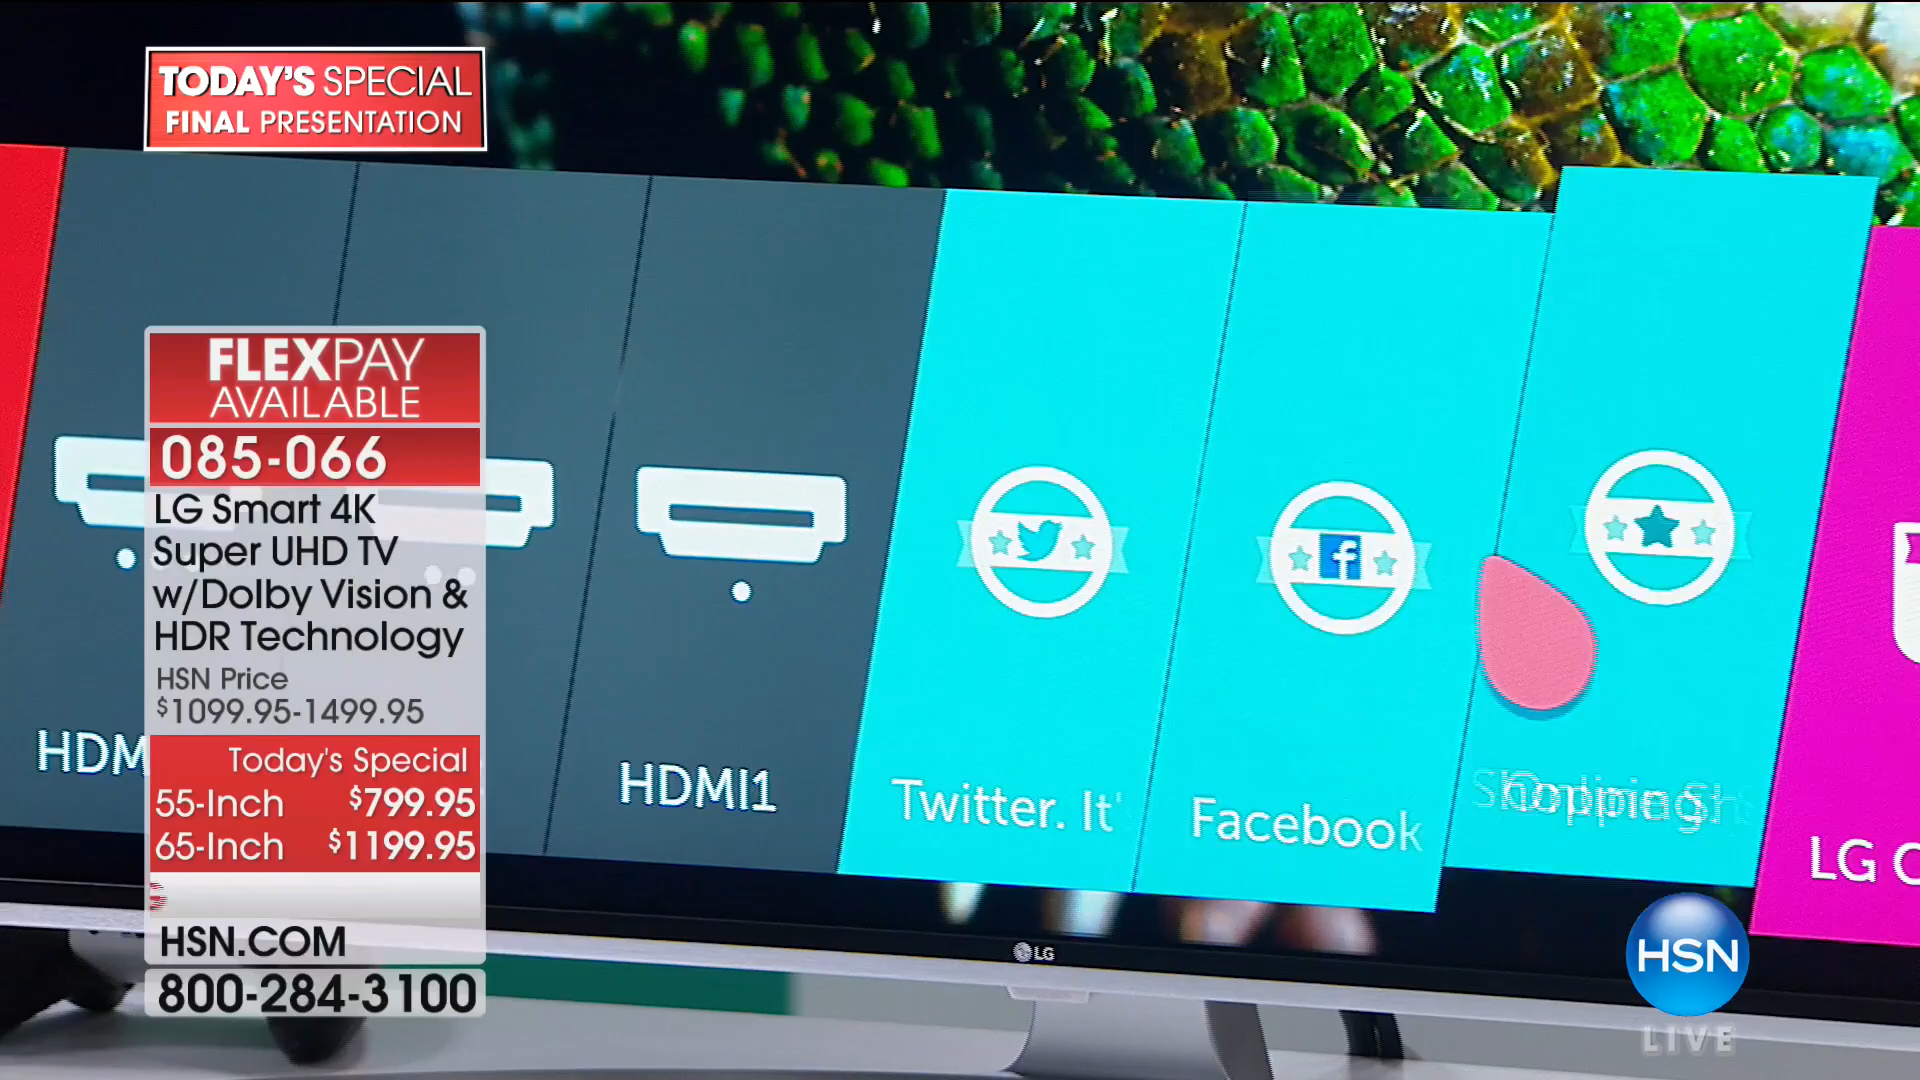 TODAY'S SPECIAL
FINAL PRESENTATION
FLEXPAY
AVAILABLE
085-066
LG Smart 4K
Super UHD TV
w/Dolby Vision &
HDR Technology
HSN Price
$1099.95-1499.95
Today's Special
55-Inch $799.95
65-Inch $1199.95
HSN.COM
800-284-3100
HDM
HDMI1
Twitter. It'
Facebook
LG
LG
HSN
LIVE